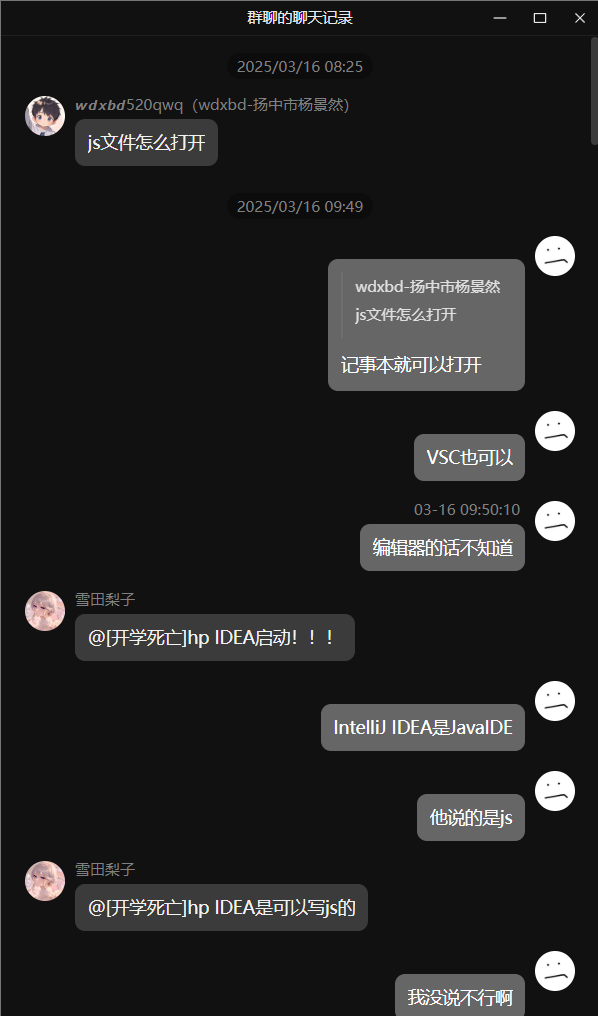 群聊的聊天记录
2025/03/16 08:25
wdxbd520qwq（wdxbd-扬中市杨景然）
js文件怎么打开
2025/03/16 09:49
wdxbd-扬中市杨景然
js文件怎么打开
记事本就可以打开
VSC也可以
03-16 09:50:10
编辑器的话不知道
雪田梨子
@[开学死亡]hp IDEA启动！！！
IntelliJ IDEA是JavaIDE
他说的是js
雪田梨子
@[开学死亡]hp IDEA是可以写js的
我没说不行啊